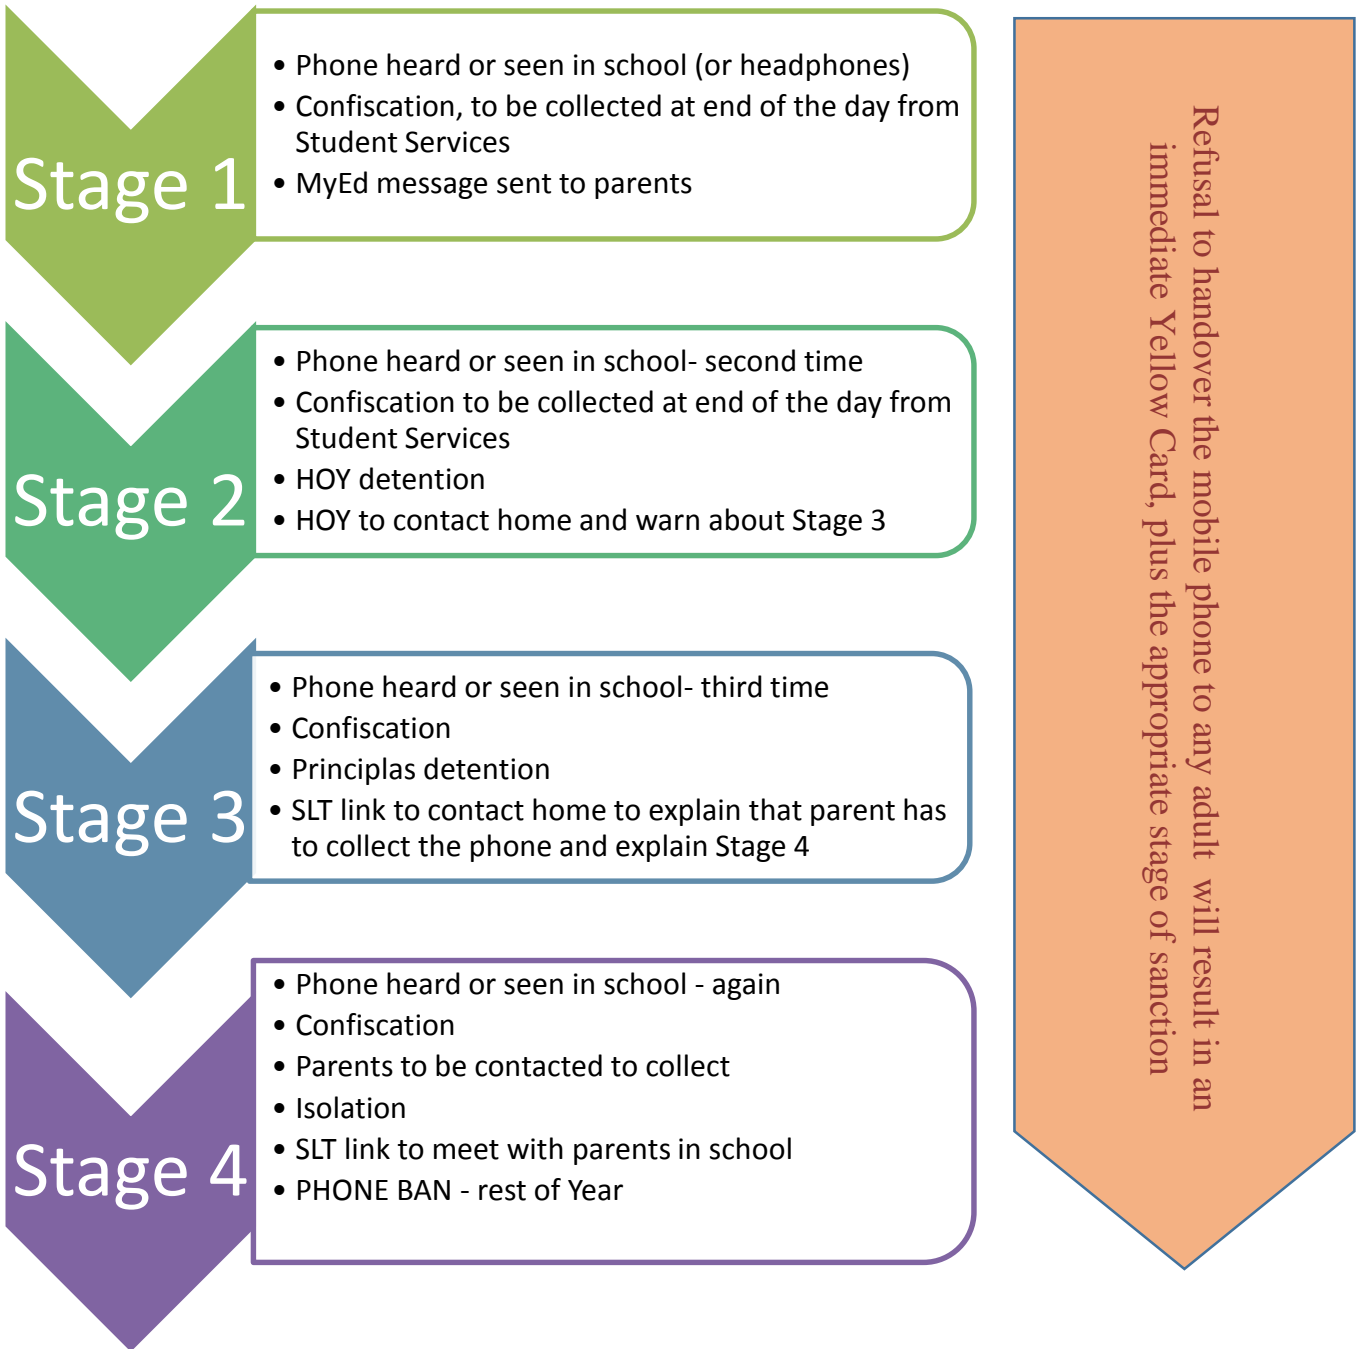 Stage 1
• Phone heard or seen in school (or headphones)
• Confiscation, to be collected at end of the day from
Student Services
• MyEd message sent to parents
Stage 2
• Phone heard or seen in school- second time
• Confiscation to be collected at end of the day from
Student Services
• HOY detention
• HOY to contact home and warn about Stage 3
Stage 3
• Phone heard or seen in school- third time
• Confiscation
• Principlas detention
• SLT link to contact home to explain that parent has
to collect the phone and explain Stage 4
Stage 4
• Phone heard or seen in school - again
• Confiscation
• Parents to be contacted to collect
• Isolation
• SLT link to meet with parents in school
• PHONE BAN - rest of Year
Refusal to handover the mobile phone to any adult will result in an
immediate Yellow Card, plus the appropriate stage of sanction